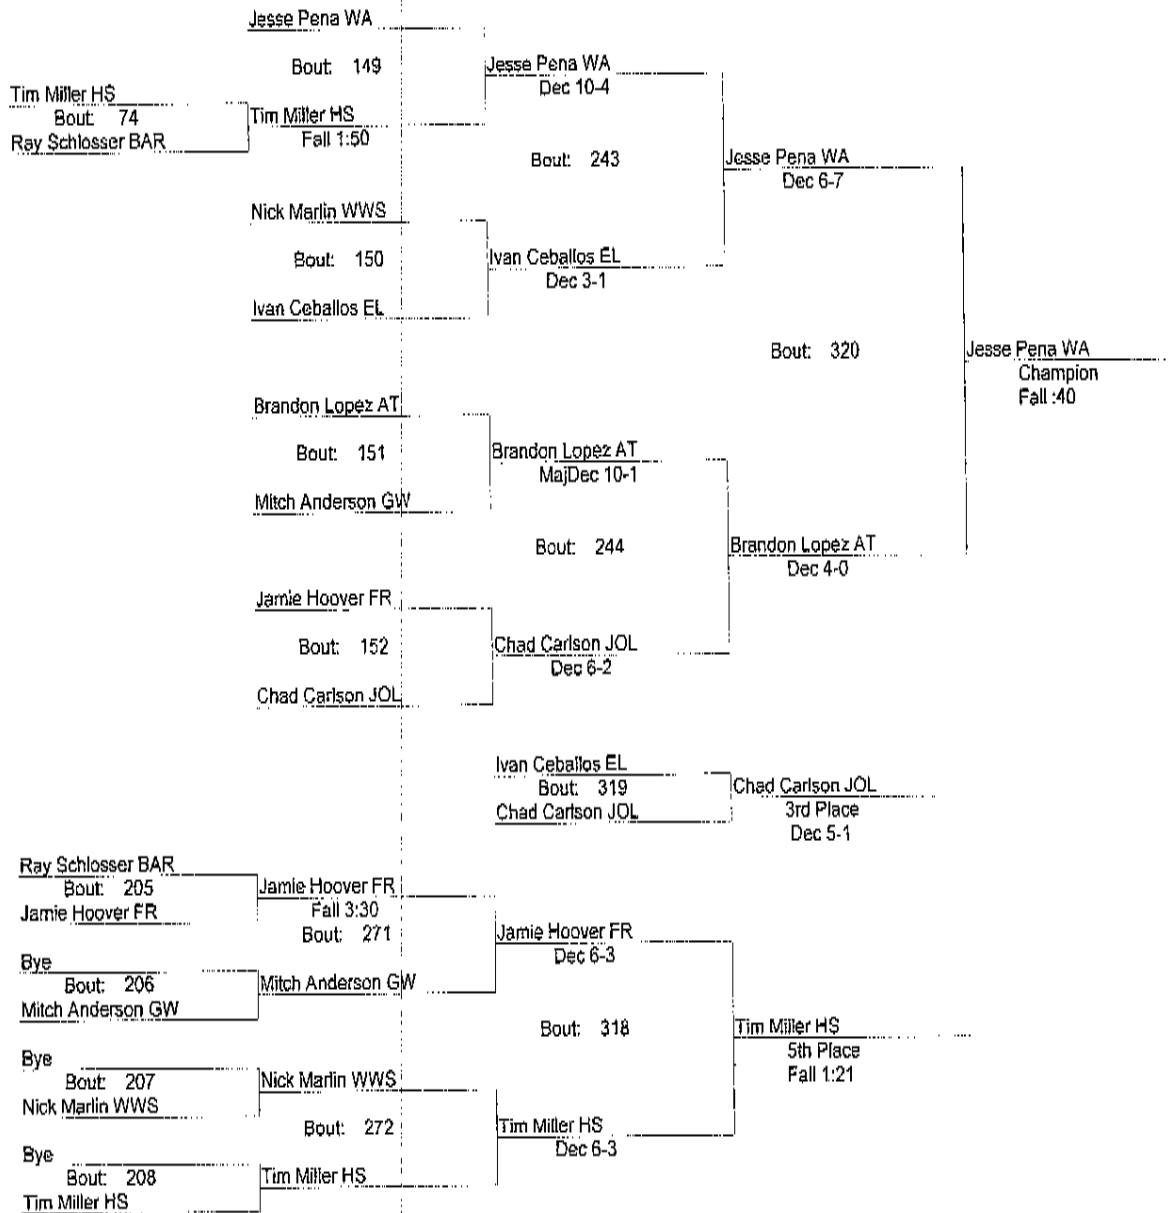 Jesse Pena WA
Bout: 149
Jesse Pena WA
Dec 10-4
Tim Miller HS
Bout: 74
Ray Schlosser BAR
Tim Miller HS
Fall 1:50
Bout: 243
Jesse Pena WA
Dec 6-7
Nick Marlin WWS
Bout: 150
Ivan Ceballos EL
Dec 3-1
Ivan Ceballos EL
Bout: 320
Jesse Pena WA
Champion
Fall :40
Brandon Lopez AT
Bout: 151
Brandon Lopez AT
MajDec 10-1
Mitch Anderson GW
Bout: 244
Brandon Lopez AT
Dec 4-0
Jamie Hoover FR
Bout: 152
Chad Carlson JOL
Dec 6-2
Chad Carlson JOL
Ivan Ceballos EL
Bout: 319
Chad Carlson JOL
Chad Carlson JOL
3rd Place
Dec 5-1
Ray Schlosser BAR
Bout: 205
Jamie Hoover FR
Jamie Hoover FR
Fall 3:30
Bout: 271
Jamie Hoover FR
Dec 6-3
Bye
Bout: 206
Mitch Anderson GW
Mitch Anderson GW
Bout: 318
Tim Miller HS
5th Place
Fall 1:21
Bye
Bout: 207
Nick Marlin WWS
Nick Marlin WWS
Bout: 272
Tim Miller HS
Dec 6-3
Bye
Bout: 208
Tim Miller HS
Tim Miller HS